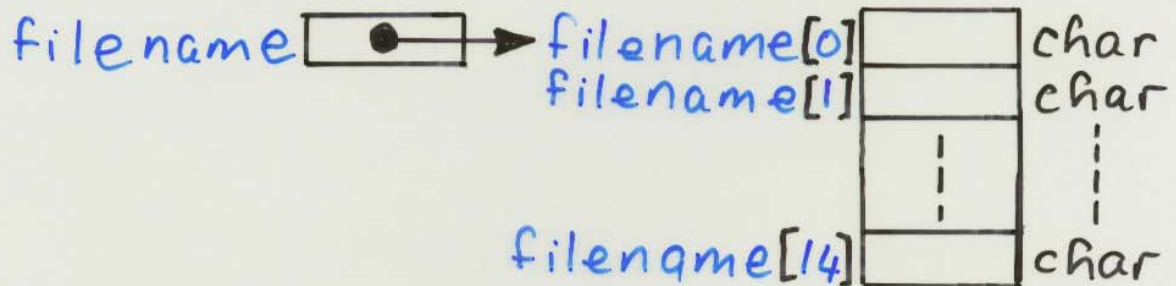 filename filename[0] char
filename[1] char
filename[14] char